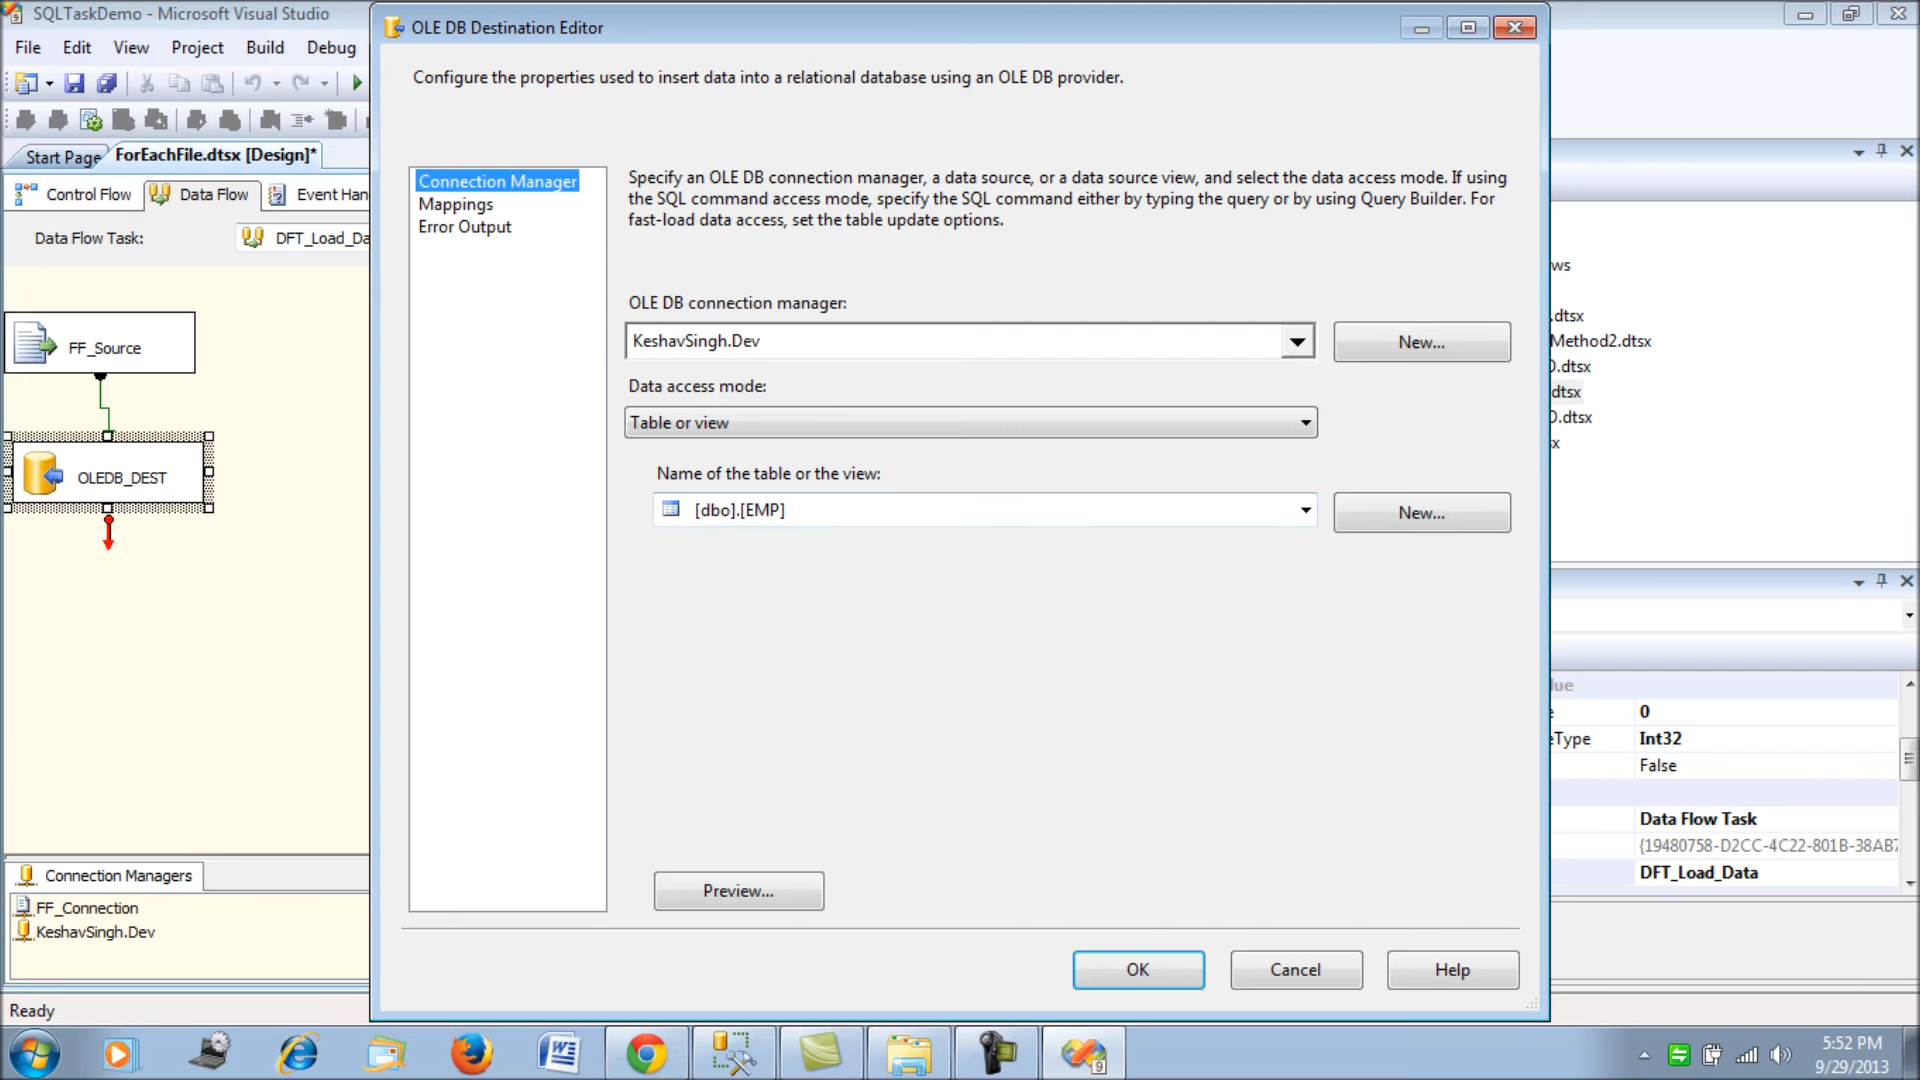 SQLTaskDemo - Microsoft Visual Studio
File Edit View Project Build Debug
Start Page ForEachFile.dtsx [Design]*
Control Flow Data Flow Event Han
Data Flow Task: DFT_Load_Da
FF_Source
OLEDB_DEST
Connection Managers
FF_Connection
KeshavSingh.Dev
Ready
OLE DB Destination Editor
Configure the properties used to insert data into a relational database using an OLE DB provider.
Connection Manager
Mappings
Error Output
Specify an OLE DB connection manager, a data source, or a data source view, and select the data access mode. If using
the SQL command access mode, specify the SQL command either by typing the query or by using Query Builder. For
fast-load data access, set the table update options.
OLE DB connection manager:
KeshavSingh.Dev New...
Data access mode:
Table or view
Name of the table or the view:
[dbo].[EMP] New...
Preview...
OK Cancel Help
ws
.dtsx
Method2.dtsx
D.dtsx
dtsx
D.dtsx
x
lue
e 0
eType Int32
False
Data Flow Task
{19480758-D2CC-4C22-801B-38AB7
DFT_Load_Data
5:52 PM
9/29/2013